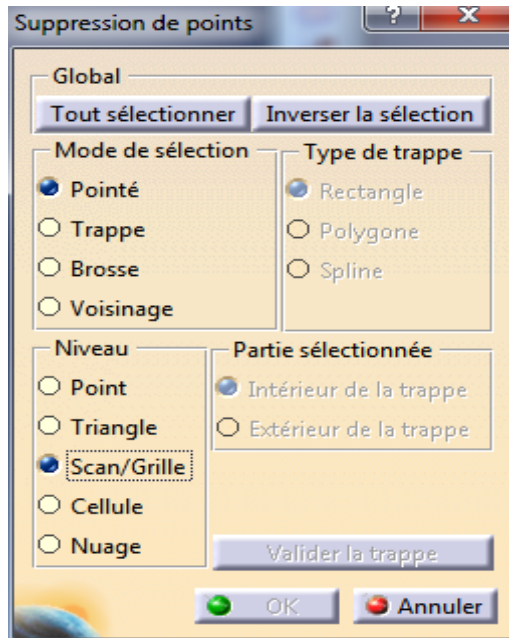 Suppression de points
Global
Tout sélectionner Inverser la sélection
Mode de sélection
Pointé
Trappe
Brosse
Voisinage
Type de trappe
Rectangle
Polygone
Spline
Niveau
Point
Triangle
Scan/Grille
Cellule
Nuage
Partie sélectionnée
Intérieur de la trappe
Extérieur de la trappe
Valider la trappe
OK Annuler